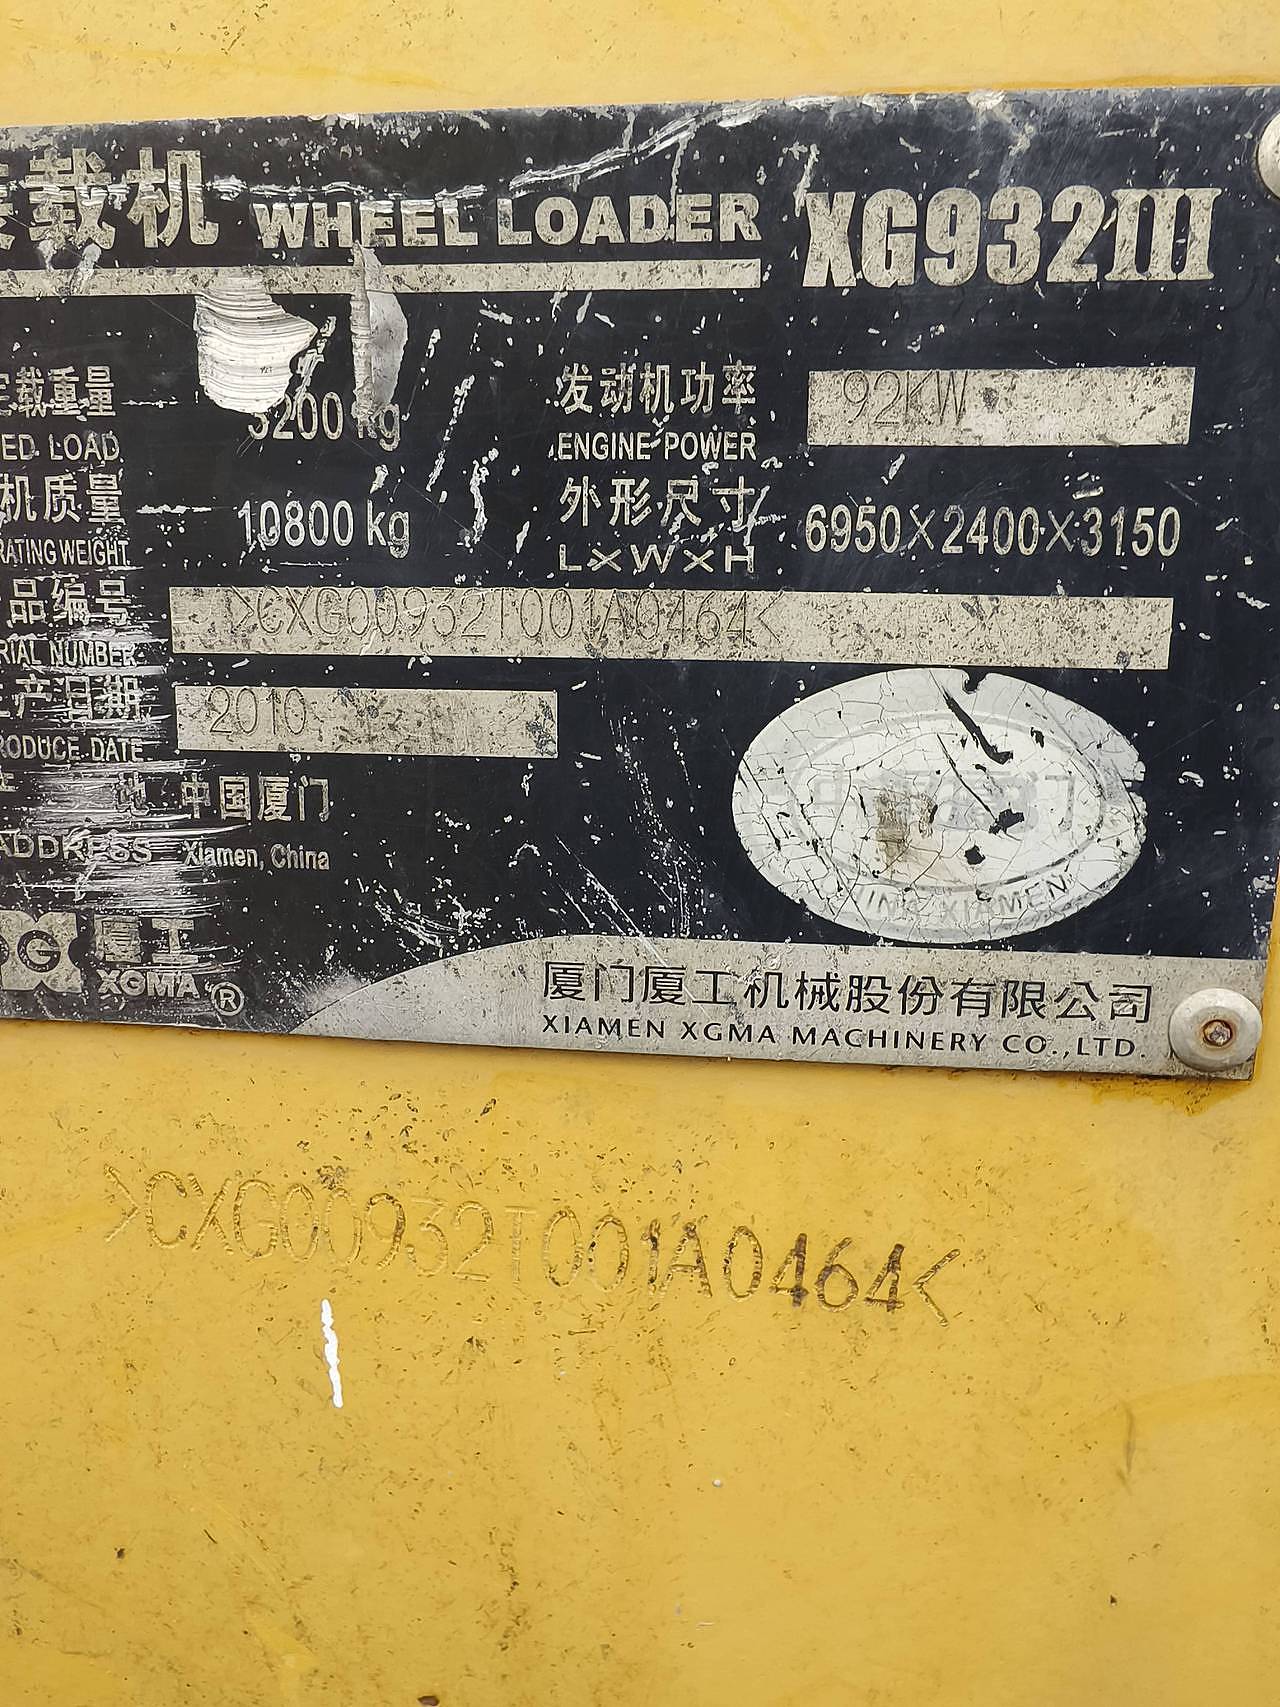 载机 WHEEL LOADER XG932III
载重量 3200 kg 发动机功率 92KW
ED LOAD ENGINE POWER
机质量 10800 kg 外形尺寸 6950×2400×3150
RATING WEIGHT L×W×H
品编号 >CXG00932T001A0464<
RIAL NUMBER
产日期 2010
RODUCE DATE
地 中国厦门
ADDRESS Xiamen, China
XIAMEN
厦工
XGMA ®
厦门厦工机械股份有限公司
XIAMEN XGMA MACHINERY CO.,LTD.
>CXG00932T001A0464<